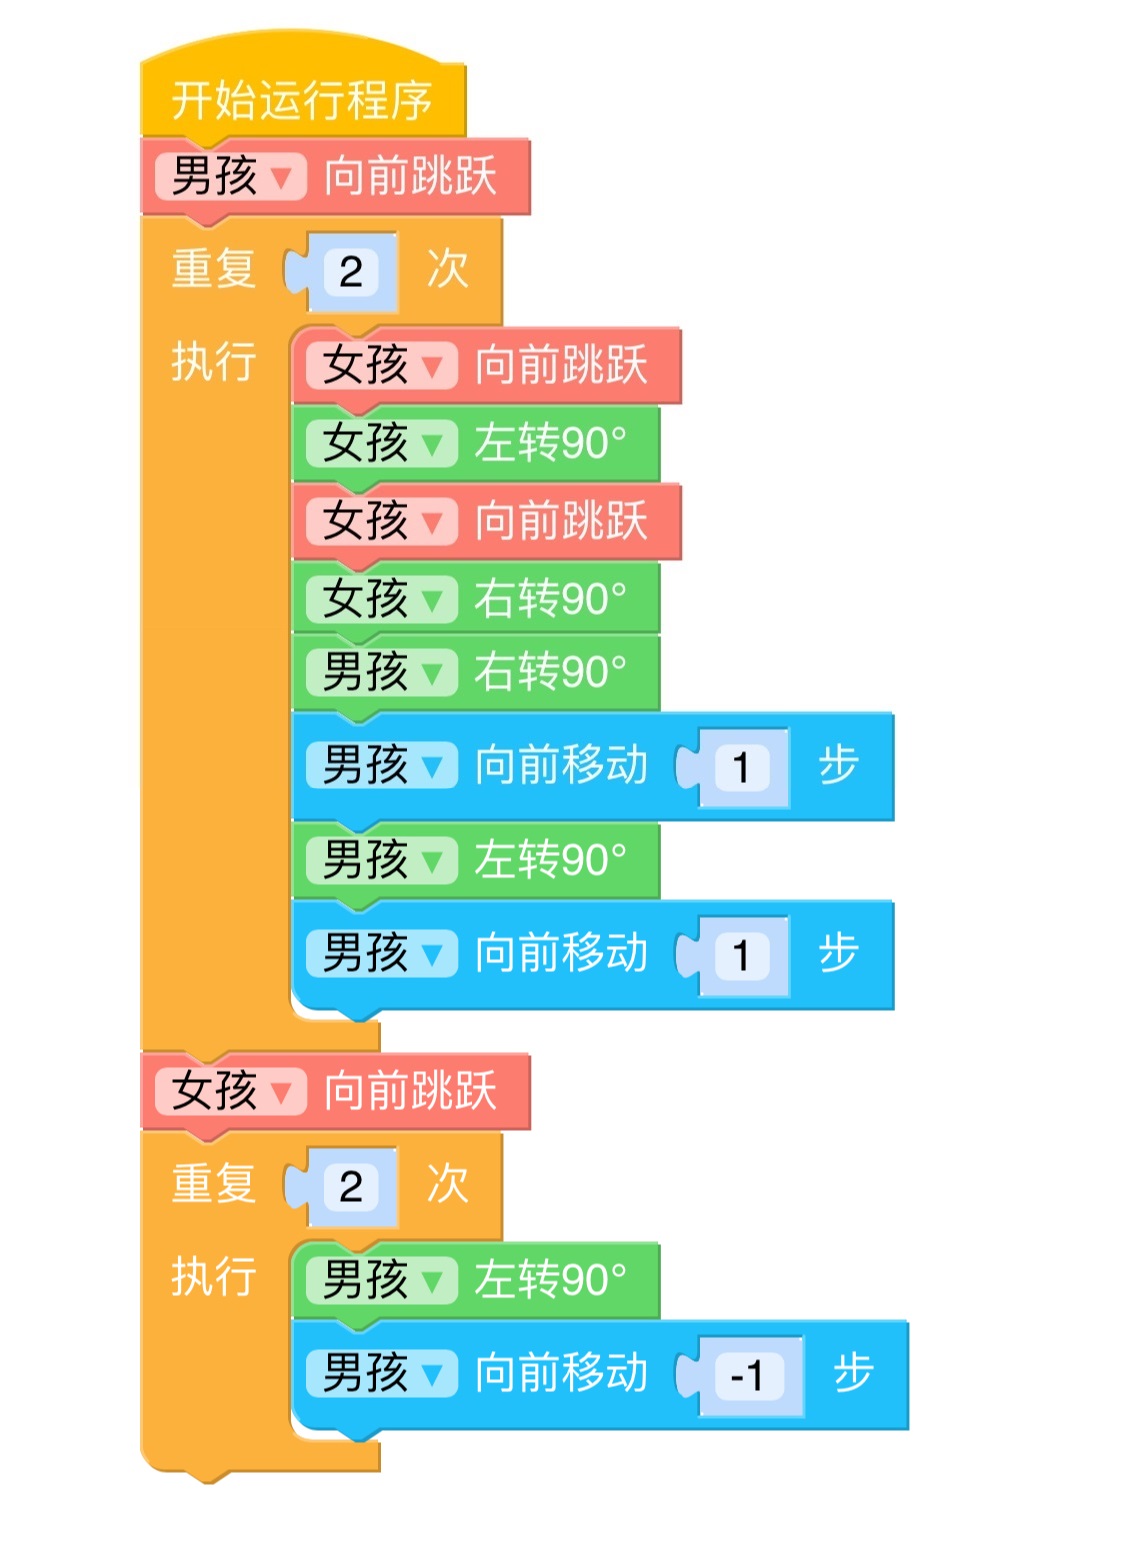 开始运行程序
男孩▼ 向前跳跃
重复 2 次
执行 女孩▼ 向前跳跃
女孩▼ 左转90°
女孩▼ 向前跳跃
女孩▼ 右转90°
男孩▼ 右转90°
男孩▼ 向前移动 1 步
男孩▼ 左转90°
男孩▼ 向前移动 1 步
女孩▼ 向前跳跃
重复 2 次
执行 男孩▼ 左转90°
男孩▼ 向前移动 -1 步